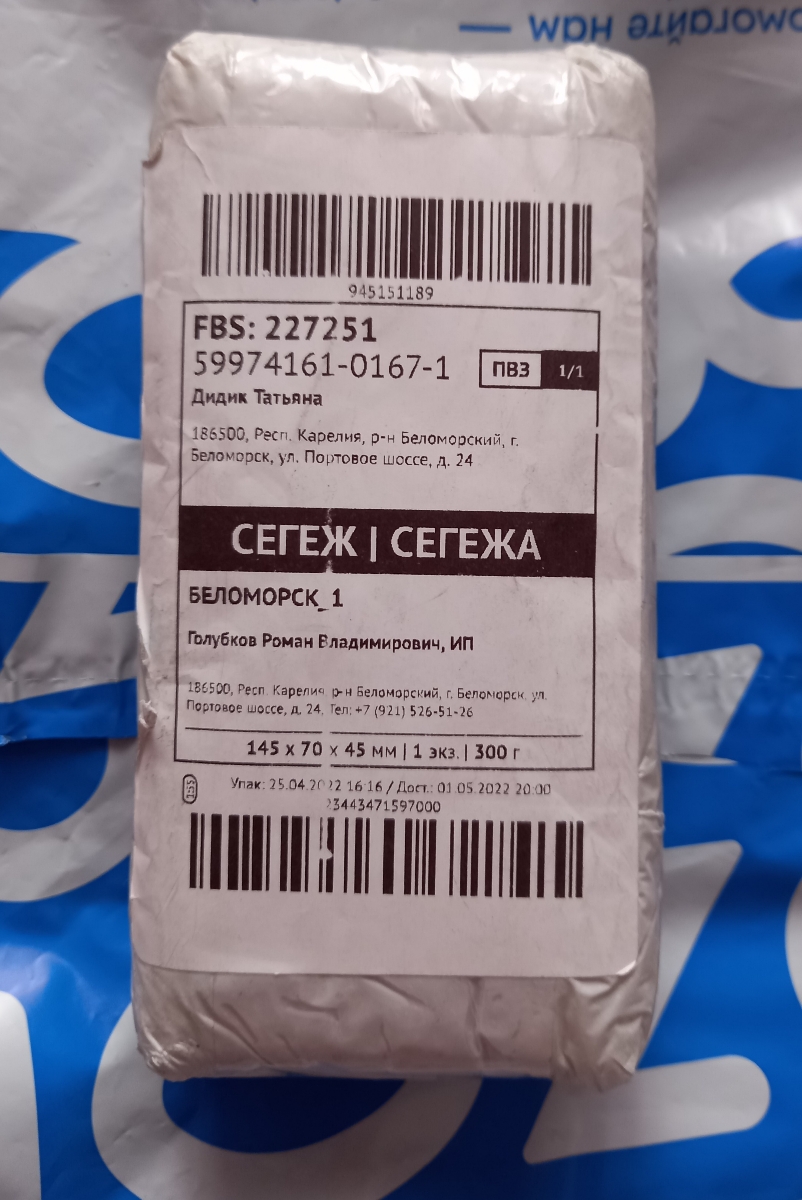 помогайте нам —
945151189
FBS: 227251
59974161-0167-1
ПВЗ 1/1
Дидик Татьяна
186500, Респ. Карелия, р-н Беломорский, г.
Беломорск, ул. Портовое шоссе, д. 24
СЕГЕЖ | СЕГЕЖА
БЕЛОМОРСК_1
Голубков Роман Владимирович, ИП
186500, Респ. Карелия, р-н Беломорский, г. Беломорск, ул.
Портовое шоссе, д. 24, Тел: +7 (921) 526-51-26
145 x 70 x 45 мм | 1 экз. | 300 г
Упак: 25.04.2022 16:16 / Дост.: 01.05.2022 20:00
23443471597000